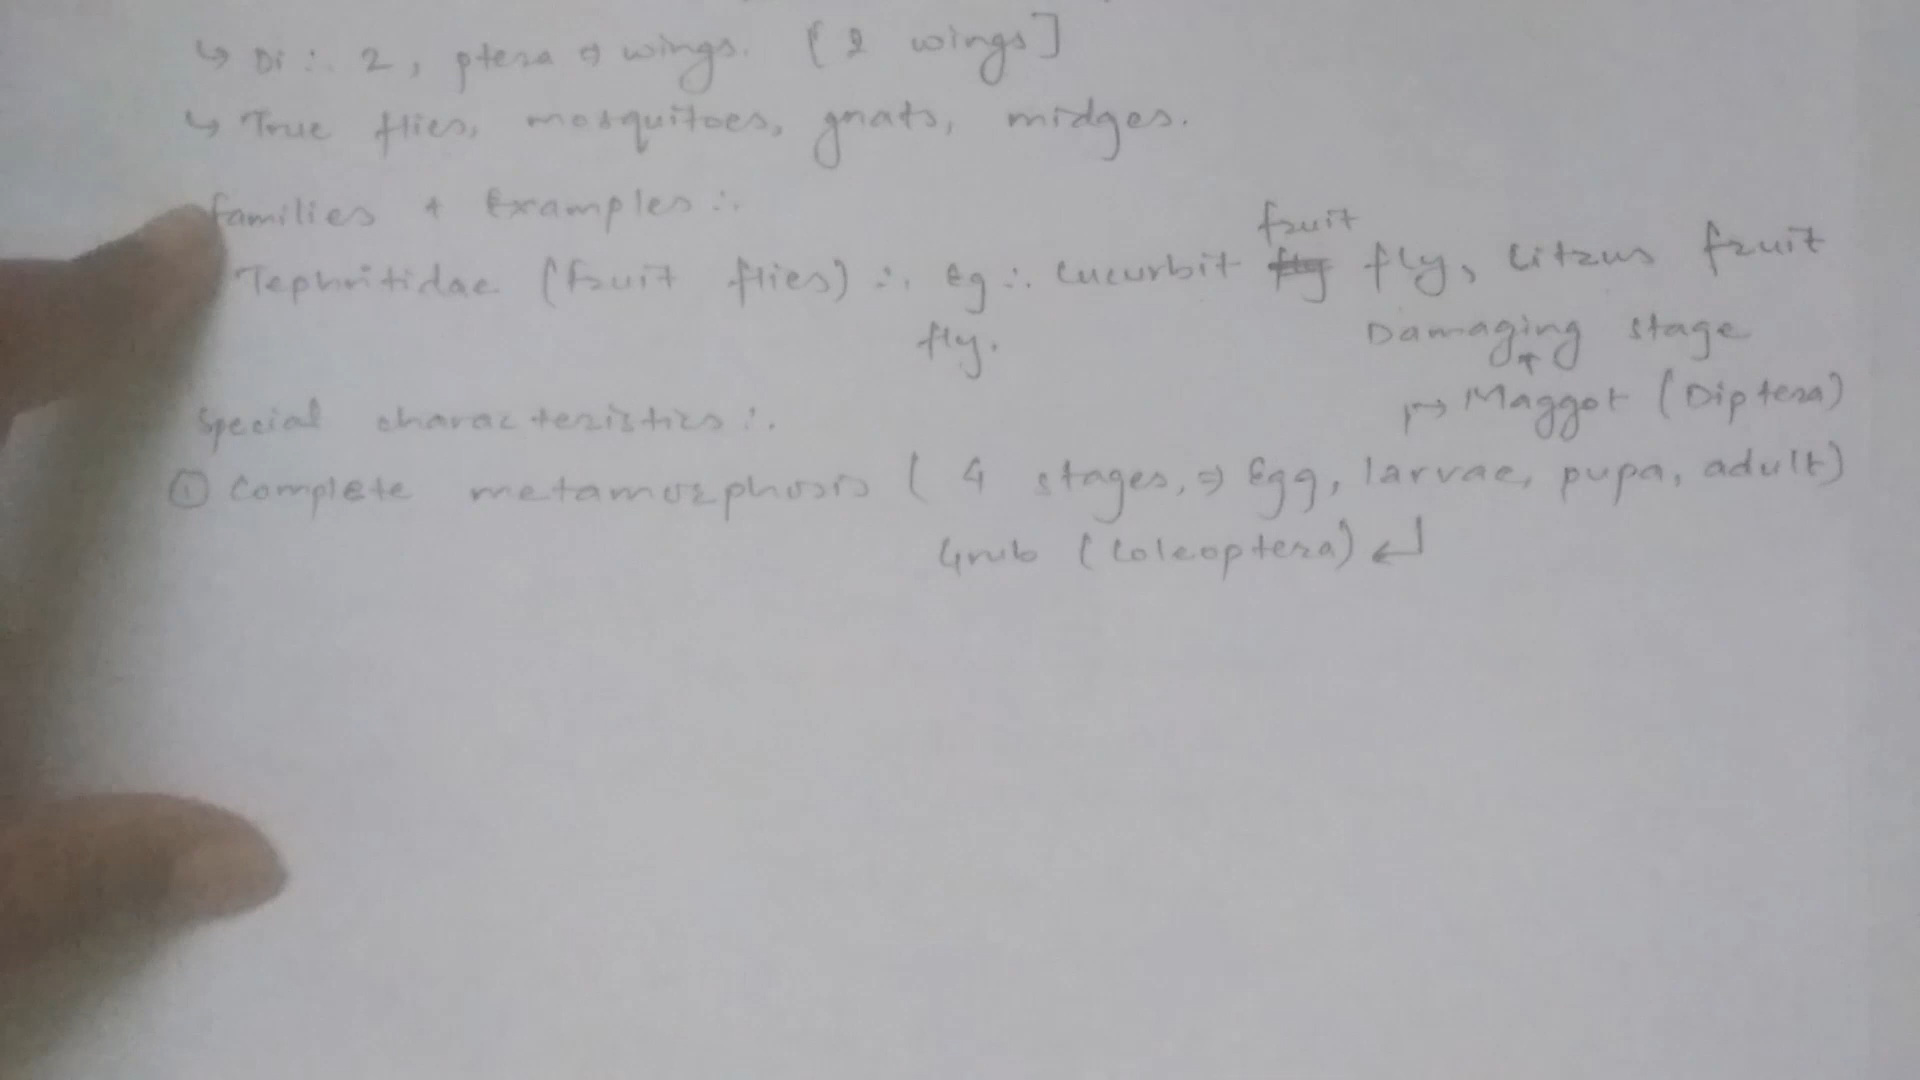 ↳ Di ∴ 2, ptera ⇒ wings. [2 wings]
↳ True flies, mosquitoes, gnats, midges.
families & Examples ∴
Tephritidae (fruit flies) ∴ Eg ∴ Cucurbit fruit fly, Citrus fruit
fly.
Damaging stage
↦ Maggot (Diptera)
Special characteristics ∴
① Complete metamorphosis ( 4 stages, ⇒ Egg, larvae, pupa, adult)
Grub (Coleoptera) ↵